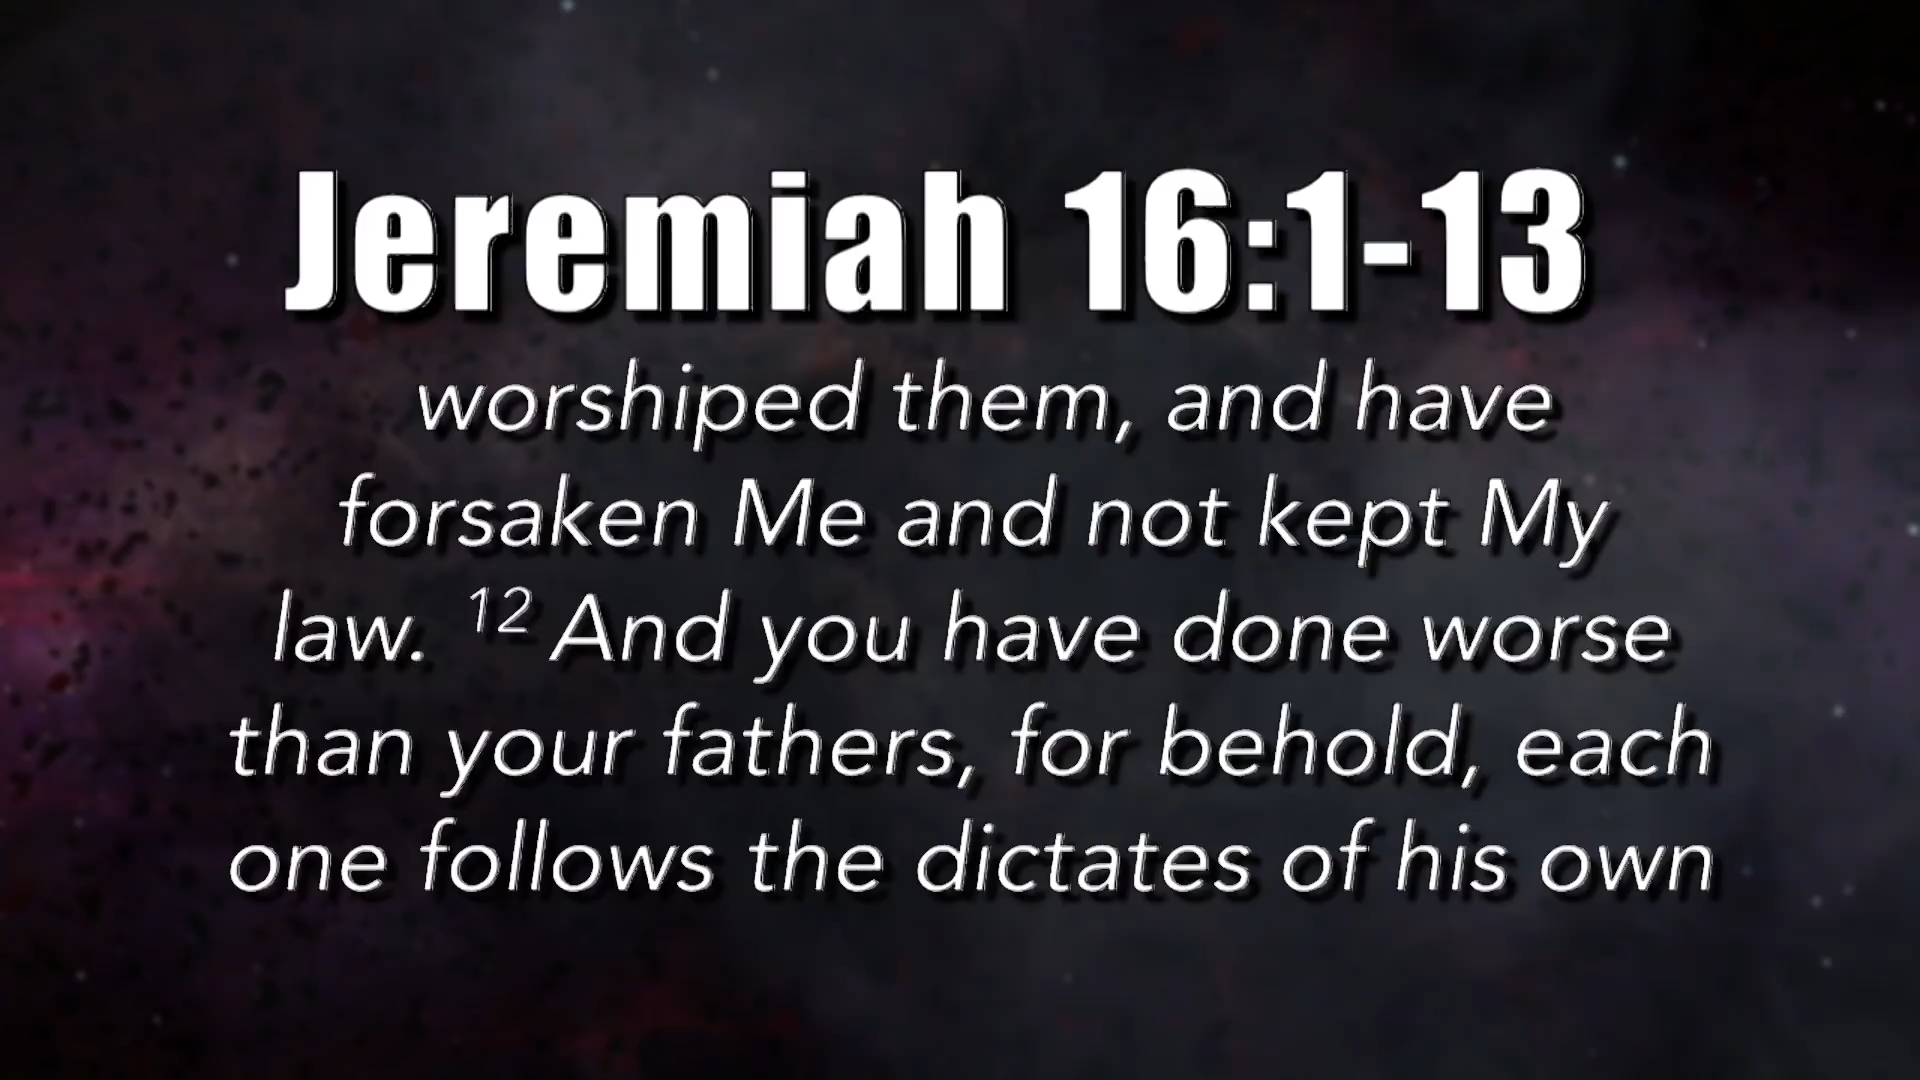 Jeremiah 16:1-13
worshiped them, and have
forsaken Me and not kept My
law. 12 And you have done worse
than your fathers, for behold, each
one follows the dictates of his own